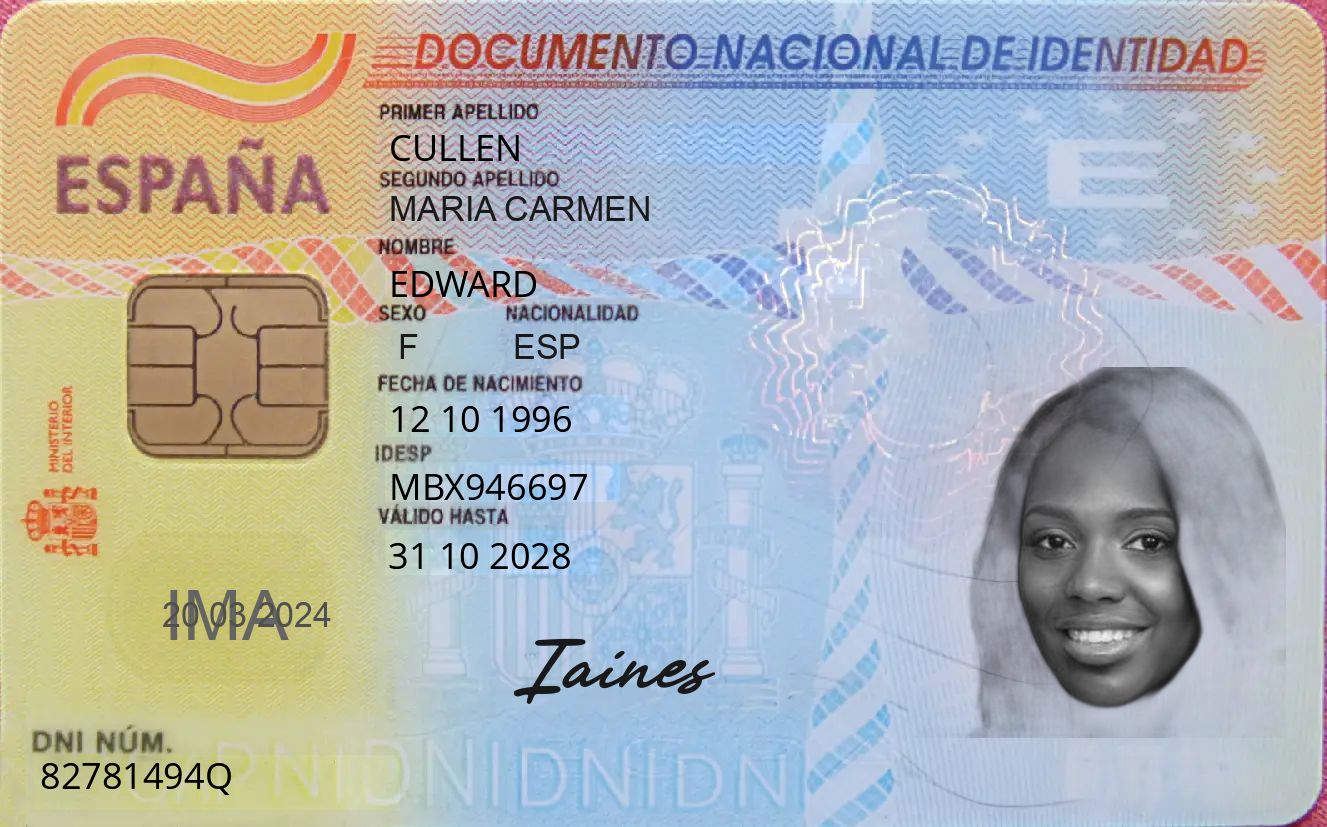 DOCUMENTO NACIONAL DE IDENTIDAD
ESPAÑA
PRIMER APELLIDO
CULLEN
SEGUNDO APELLIDO
MARIA CARMEN
NOMBRE
EDWARD
SEXO NACIONALIDAD
F ESP
FECHA DE NACIMIENTO
12 10 1996
IDESP
MBX946697
VÁLIDO HASTA
31 10 2028
MINISTERIO
DEL INTERIOR
E
IMA
20 03 2024
Iaines
DNI NÚM.
82781494Q
DNIDNIDNIDNI